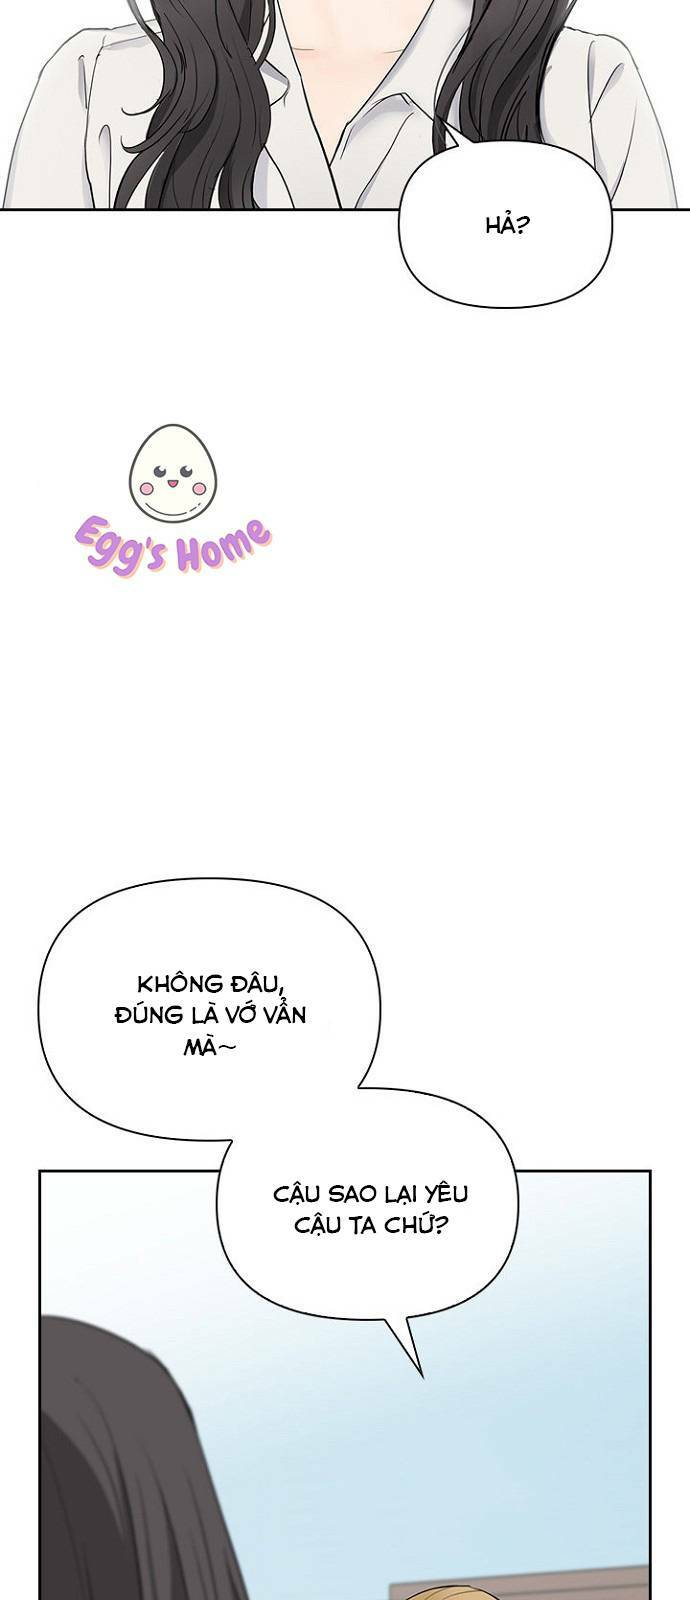 HẢ?
Egg's Home
KHÔNG ĐÂU,
ĐÚNG LÀ VỚ VẨN
MÀ~
CẬU SAO LẠI YÊU
CẬU TA CHỨ?